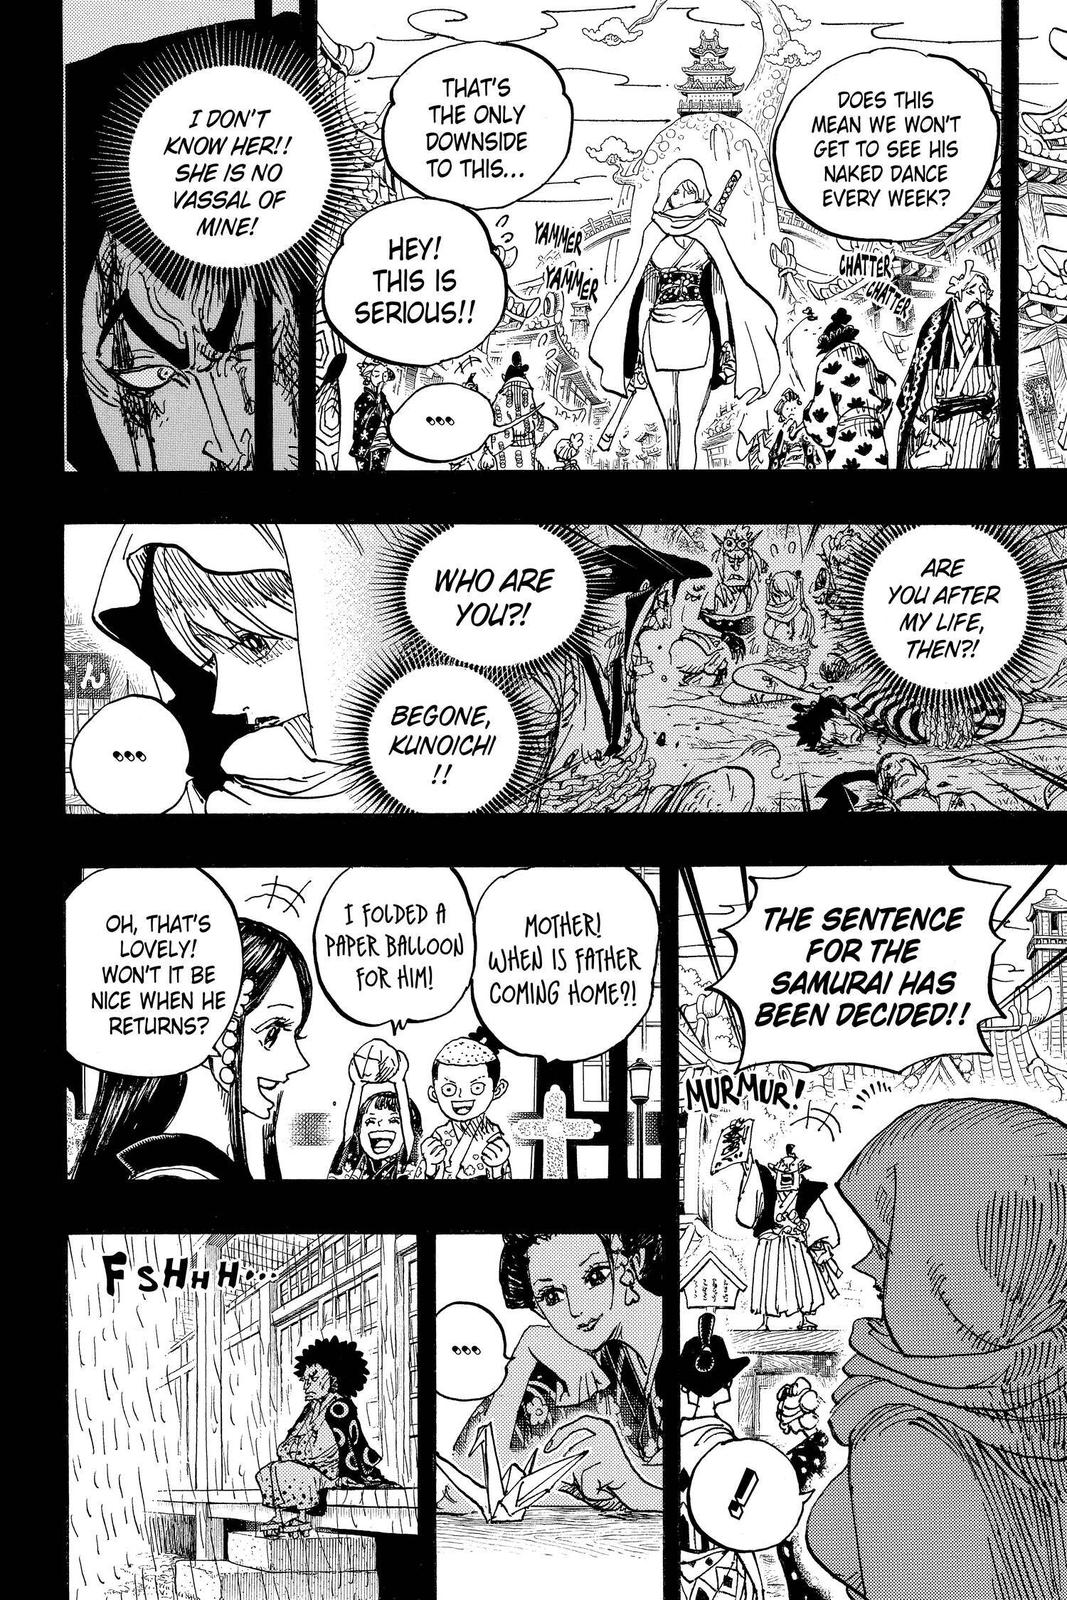 DOES THIS
MEAN WE WON'T
GET TO SEE HIS
NAKED DANCE
EVERY WEEK?
THAT'S
THE ONLY
DOWNSIDE
TO THIS...
HEY!
THIS IS
SERIOUS!!
YAMMER
YAMMER
CHATTER
CHATTER
...
I DON'T
KNOW HER!!
SHE IS NO
VASSAL OF
MINE!
ARE
YOU AFTER
MY LIFE,
THEN?!
WHO ARE
YOU?!
BEGONE,
KUNOICHI
!!
ん
...
THE SENTENCE
FOR THE
SAMURAI HAS
BEEN DECIDED!!
MURMUR!
!
MOTHER!
WHEN IS FATHER
COMING HOME?!
I FOLDED A
PAPER BALLOON
FOR HIM!
OH, THAT'S
LOVELY!
WON'T IT BE
NICE WHEN HE
RETURNS?
...
FSHHH...